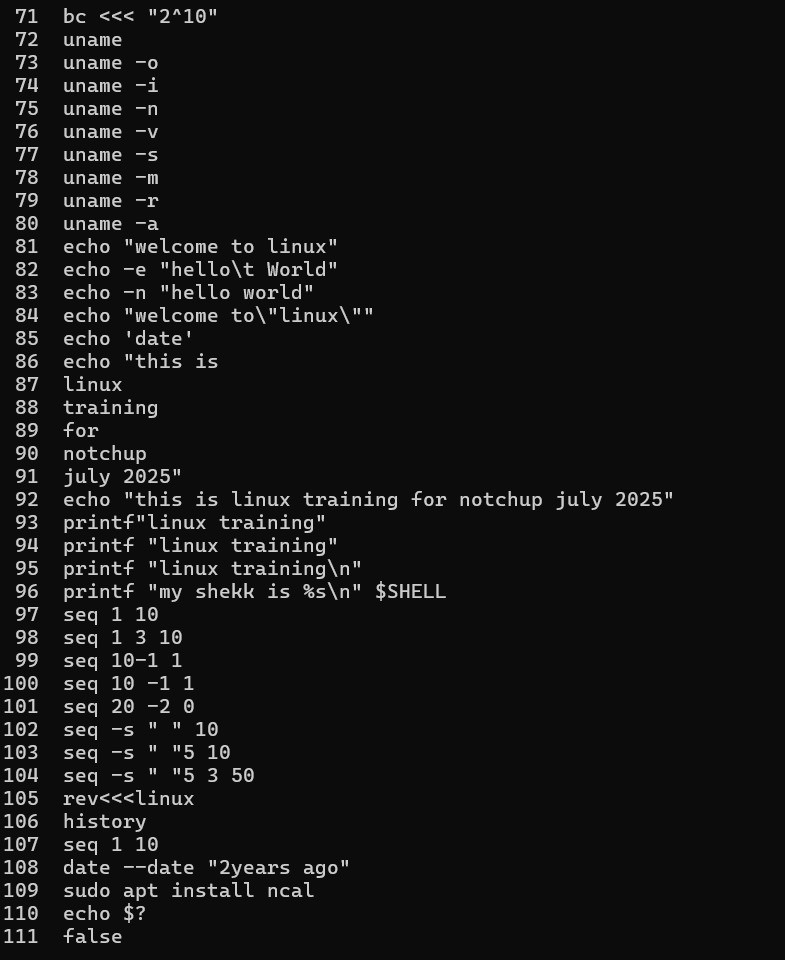 71  bc <<< "2^10"
72  uname
73  uname -o
74  uname -i
75  uname -n
76  uname -v
77  uname -s
78  uname -m
79  uname -r
80  uname -a
81  echo "welcome to linux"
82  echo -e "hello\t World"
83  echo -n "hello world"
84  echo "welcome to\"linux\""
85  echo 'date'
86  echo "this is
87  linux
88  training
89  for
90  notchup
91  july 2025"
92  echo "this is linux training for notchup july 2025"
93  printf"linux training"
94  printf "linux training"
95  printf "linux training\n"
96  printf "my shekk is %s\n" $SHELL
97  seq 1 10
98  seq 1 3 10
99  seq 10-1 1
100  seq 10 -1 1
101  seq 20 -2 0
102  seq -s " " 10
103  seq -s " "5 10
104  seq -s " "5 3 50
105  rev<<<linux
106  history
107  seq 1 10
108  date --date "2years ago"
109  sudo apt install ncal
110  echo $?
111  false